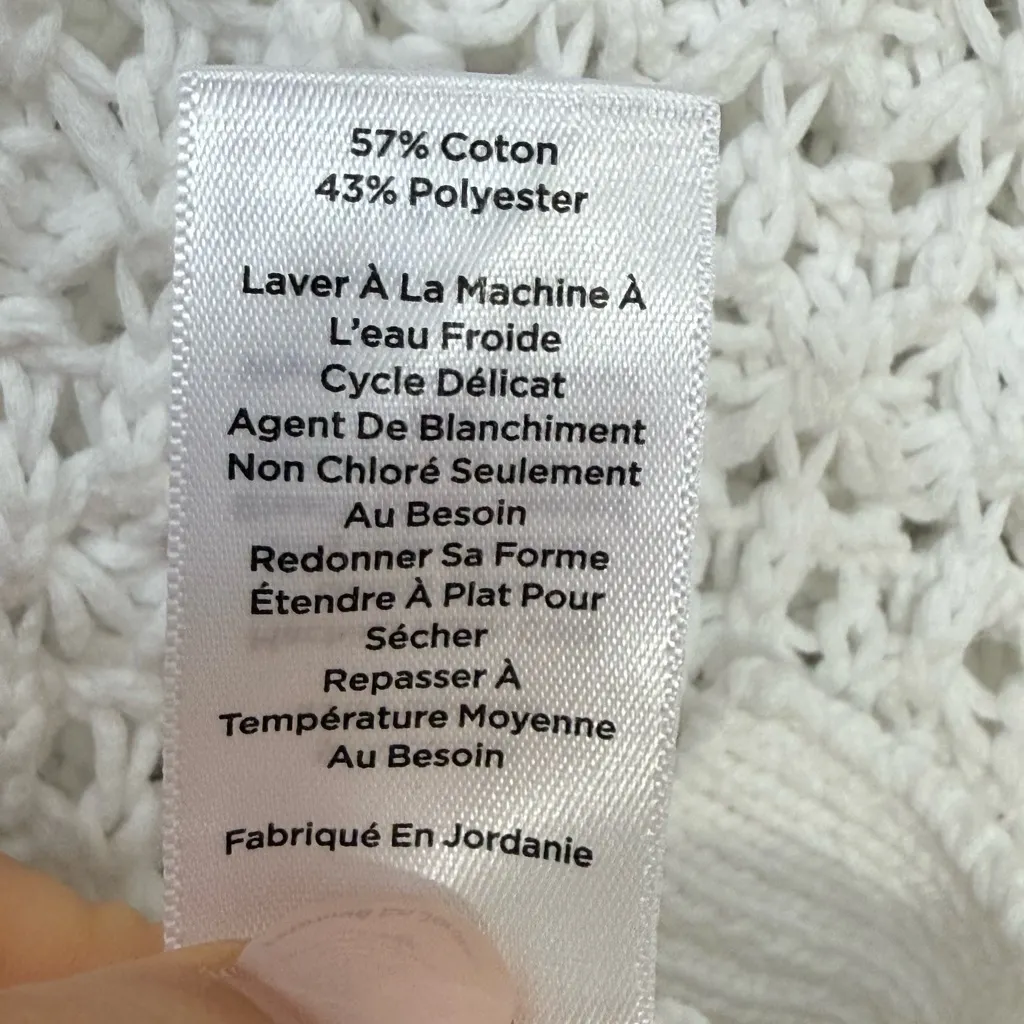 57% Coton
43% Polyester
Laver À La Machine À
L'eau Froide
Cycle Délicat
Agent De Blanchiment
Non Chloré Seulement
Au Besoin
Redonner Sa Forme
Étendre À Plat Pour
Sécher
Repasser À
Température Moyenne
Au Besoin
Fabriqué En Jordanie